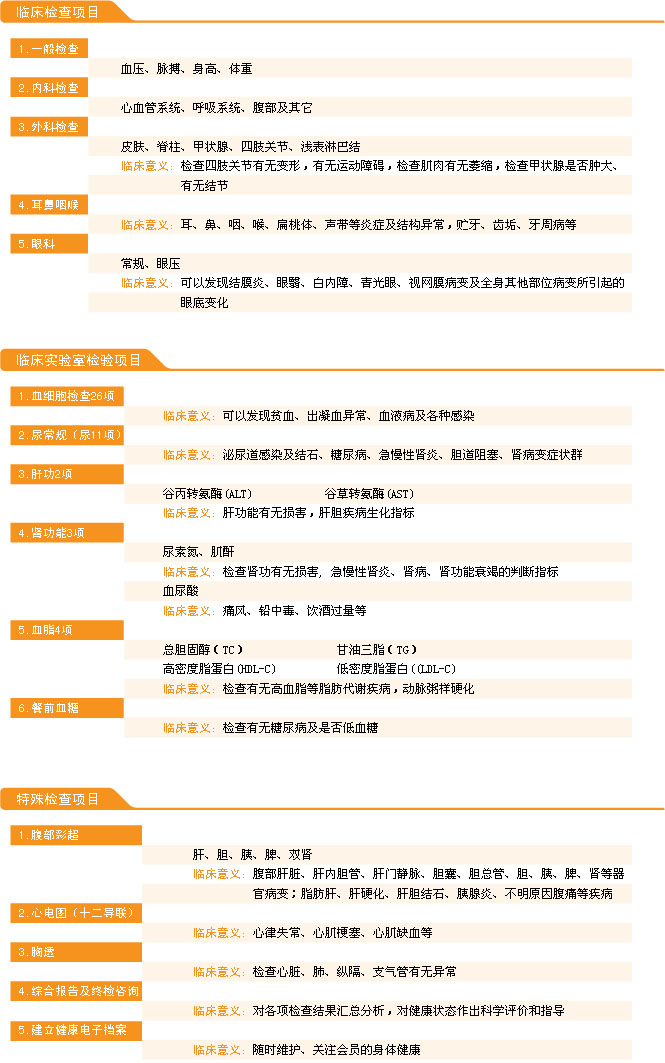 临床检查项目
1.一般检查
血压、脉搏、身高、体重
2.内科检查
心血管系统、呼吸系统、腹部及其它
3.外科检查
皮肤、脊柱、甲状腺、四肢关节、浅表淋巴结
临床意义：检查四肢关节有无变形，有无运动障碍，检查肌肉有无萎缩，检查甲状腺是否肿大、
有无结节
4.耳鼻咽喉
临床意义：耳、鼻、咽、喉、扁桃体、声带等炎症及结构异常，贮牙、齿垢、牙周病等
5.眼科
常规、眼压
临床意义：可以发现结膜炎、眼翳、白内障、青光眼、视网膜病变及全身其他部位病变所引起的
眼底变化
临床实验室检验项目
1.血细胞检查26项
临床意义：可以发现贫血、出凝血异常、血液病及各种感染
2.尿常规（尿11项）
临床意义：泌尿道感染及结石、糖尿病、急慢性肾炎、胆道阻塞、肾病变症状群
3.肝功2项
谷丙转氨酶(ALT) 谷草转氨酶(AST)
临床意义：肝功能有无损害，肝胆疾病生化指标
4.肾功能3项
尿素氮、肌酐
临床意义：检查肾功有无损害，急慢性肾炎、肾病、肾功能衰竭的判断指标
血尿酸
临床意义：痛风、铅中毒、饮酒过量等
5.血脂4项
总胆固醇（TC） 甘油三脂（TG）
高密度脂蛋白(HDL-C) 低密度脂蛋白((LDL-C)
临床意义：检查有无高血脂等脂肪代谢疾病，动脉粥样硬化
6.餐前血糖
临床意义：检查有无糖尿病及是否低血糖
特殊检查项目
1.腹部彩超
肝、胆、胰、脾、双肾
临床意义：腹部肝脏、肝内胆管、肝门静脉、胆囊、胆总管、胆、胰、脾、肾等器
官病变；脂肪肝、肝硬化、肝胆结石、胰腺炎、不明原因腹痛等疾病
2.心电图（十二导联）
临床意义：心律失常、心肌梗塞、心肌缺血等
3.胸透
临床意义：检查心脏、肺、纵隔、支气管有无异常
4.综合报告及终检咨询
临床意义：对各项检查结果汇总分析，对健康状态作出科学评价和指导
5.建立健康电子档案
临床意义：随时维护、关注会员的身体健康